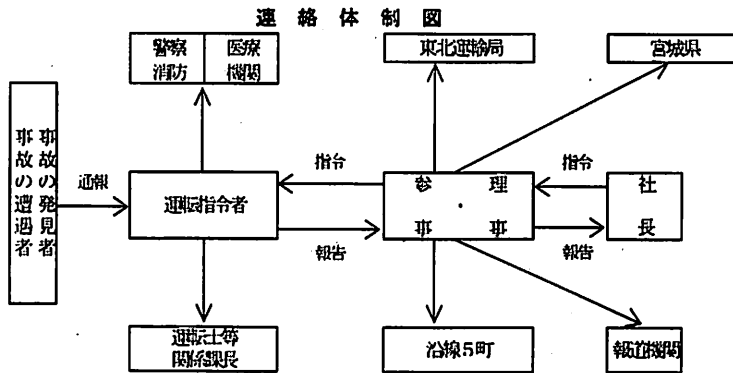 連絡体制図
警察
消防
医療
機関
東北運輸局
宮城県
事故の発見者
事故の遭遇者
通報
運転指令者
指令
報告
参理
・
事事
指令
報告
社
長
運転士等
関係課長
沿線5町
報道機関